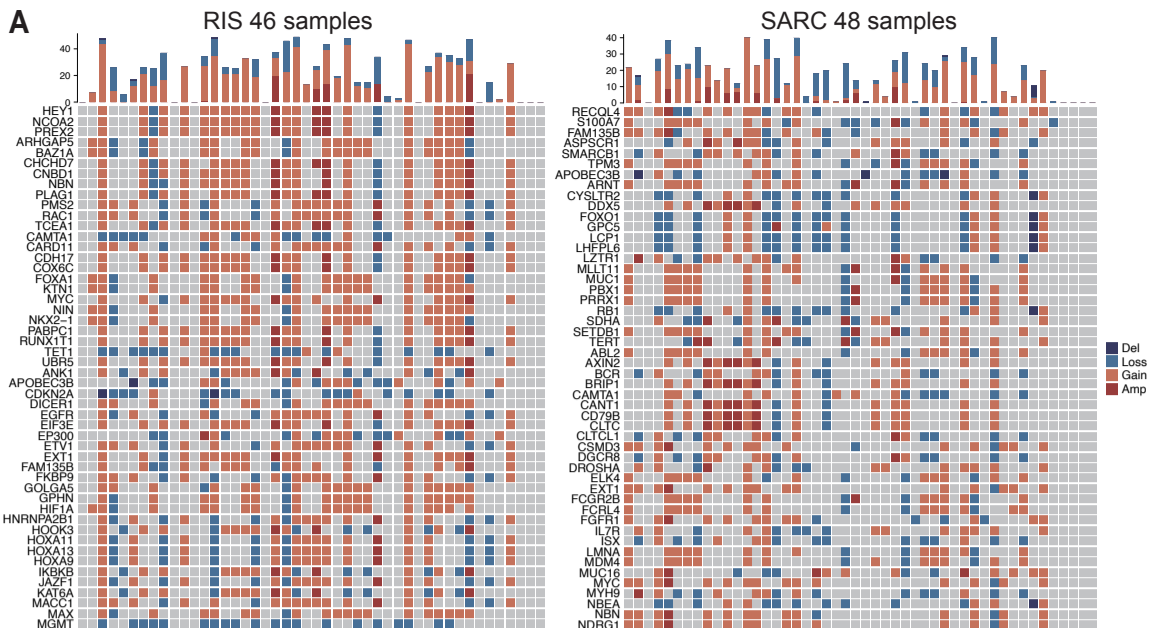 A
RIS 46 samples
40
20
0
HEY1
NCOA2
PREX2
ARHGAP5
BAZ1A
CHCHD7
CNBD1
NBN
PLAG1
PMS2
RAC1
TCEA1
CAMTA1
CARD11
CDH17
COX6C
FOXA1
KTN1
MYC
NIN
NKX2−1
PABPC1
RUNX1T1
TET1
UBR5
ANK1
APOBEC3B
CDKN2A
DICER1
EGFR
EIF3E
EP300
ETV1
EXT1
FAM135B
FKBP9
GOLGA5
GPHN
HIF1A
HNRNPA2B1
HOOK3
HOXA11
HOXA13
HOXA9
IKBKB
JAZF1
KAT6A
MACC1
MAX
MGMT
SARC 48 samples
40
30
20
10
0
RECQL4
S100A7
FAM135B
ASPSCR1
SMARCB1
TPM3
APOBEC3B
ARNT
CYSLTR2
DDX5
FOXO1
GPC5
LCP1
LHFPL6
LZTR1
MLLT11
MUC1
PBX1
PRRX1
RB1
SDHA
SETDB1
TERT
ABL2
AXIN2
BCR
BRIP1
CAMTA1
CANT1
CD79B
CLTC
CLTCL1
CSMD3
DGCR8
DROSHA
ELK4
EXT1
FCGR2B
FCRL4
FGFR1
IL7R
ISX
LMNA
MDM4
MUC16
MYC
MYH9
NBEA
NBN
NDRG1
Del
Loss
Gain
Amp